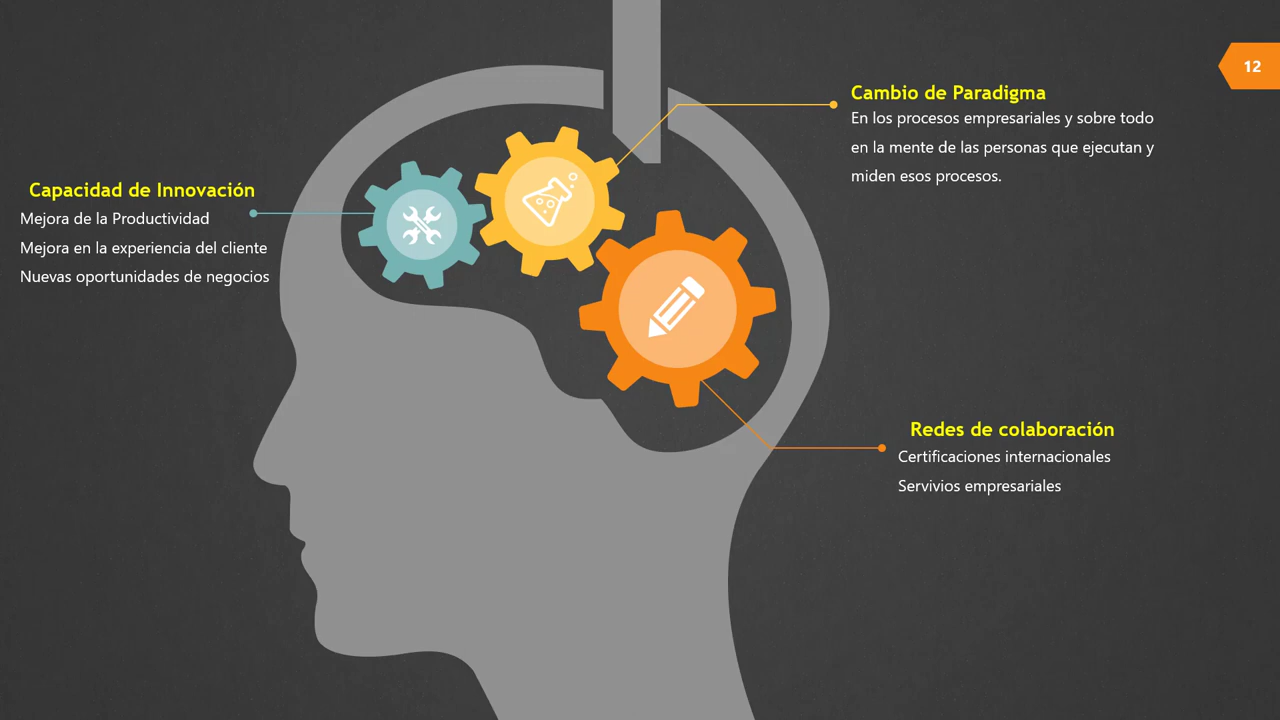 12
Cambio de Paradigma
En los procesos empresariales y sobre todo
en la mente de las personas que ejecutan y
miden esos procesos.
Capacidad de Innovación
Mejora de la Productividad
Mejora en la experiencia del cliente
Nuevas oportunidades de negocios
Redes de colaboración
Certificaciones internacionales
Servivios empresariales